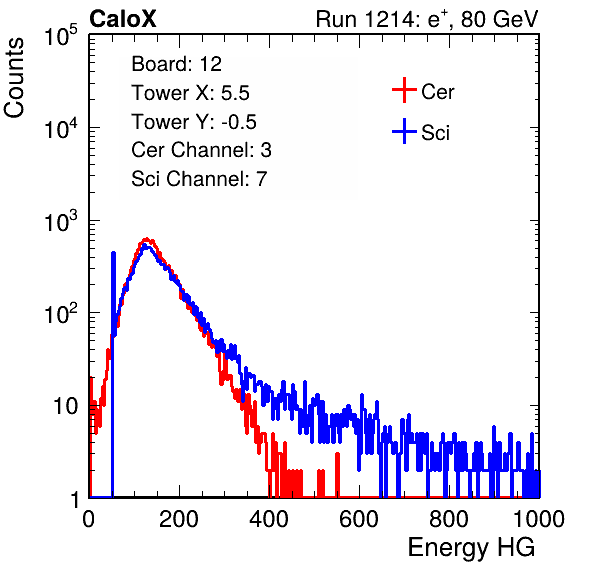 CaloX Run 1214: e⁺, 80 GeV
Counts
Board: 12
Tower X: 5.5
Tower Y: -0.5
Cer Channel: 3
Sci Channel: 7
Cer
Sci
10⁵
10⁴
10³
10²
10
1
0 200 400 600 800 1000
Energy HG